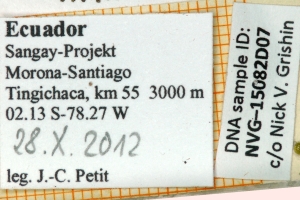 Ecuador
Sangay-Projekt
Morona-Santiago
Tingichaca, km 55 3000 m
02.13 S-78.27 W
28.X.2012
leg. J.-C. Petit
DNA sample ID:
NVG-15082D07
c/o Nick V. Grishin